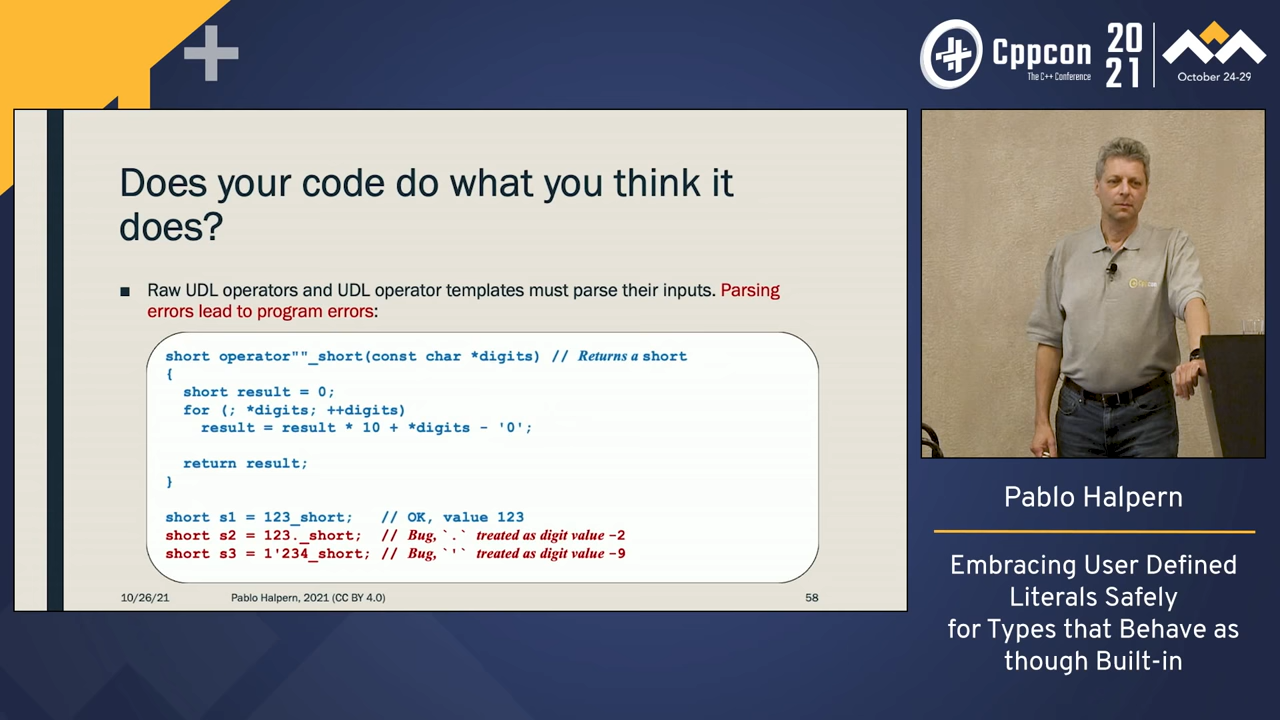 Cppcon
The C++ Conference
20
21
October 24-29
Does your code do what you think it
does?
■ Raw UDL operators and UDL operator templates must parse their inputs. Parsing
errors lead to program errors:
short operator""_short(const char *digits) // Returns a short
{
short result = 0;
for (; *digits; ++digits)
result = result * 10 + *digits - '0';
return result;
}
short s1 = 123_short; // OK, value 123
short s2 = 123._short; // Bug, `.` treated as digit value –2
short s3 = 1'234_short; // Bug, `'` treated as digit value –9
10/26/21 Pablo Halpern, 2021 (CC BY 4.0) 58
Pablo Halpern
Embracing User Defined
Literals Safely
for Types that Behave as
though Built-in